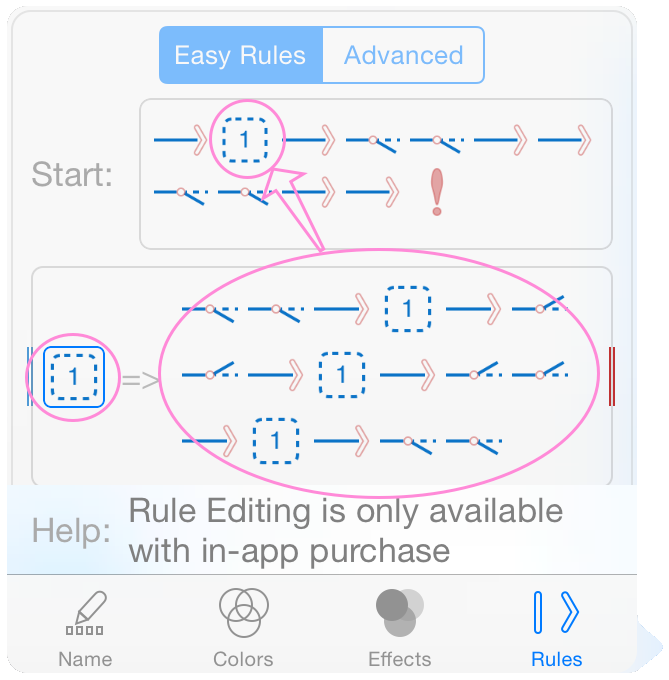 Easy Rules Advanced
Start:
1
1
1 =>
1
1
Help: Rule Editing is only available
with in-app purchase
Name Colors Effects Rules